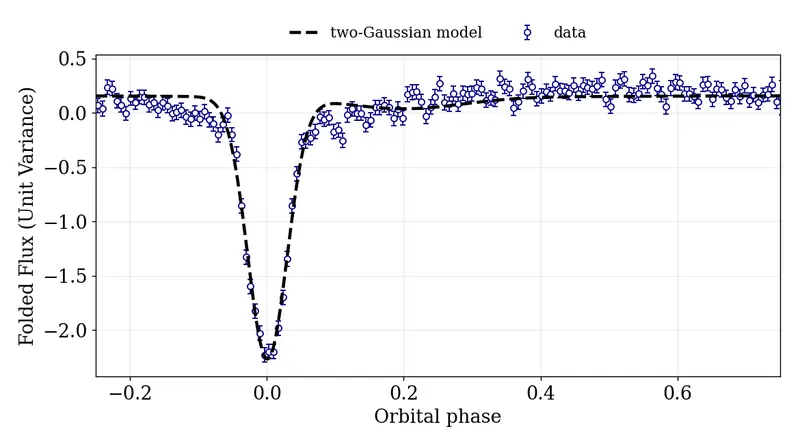 two-Gaussian model
data
0.5
0.0
−0.5
−1.0
−1.5
−2.0
Folded Flux (Unit Variance)
−0.2
0.0
0.2
0.4
0.6
Orbital phase